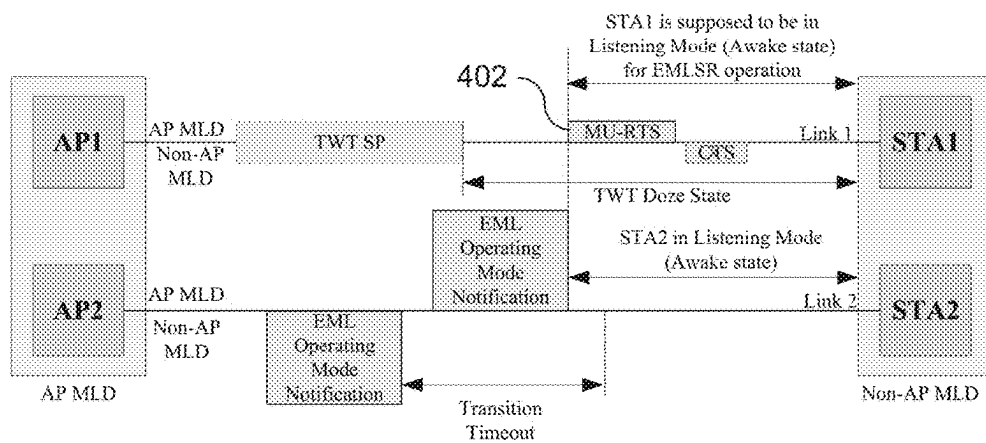 STA1 is supposed to be in
Listening Mode (Awake state)
for EMLSR operation
402
AP1
AP MLD
Non-AP
MLD
TWT SP
MU-RTS
CTS
Link 1
STA1
TWT Doze State
EML
Operating
Mode
Notification
STA2 in Listening Mode
(Awake state)
AP2
AP MLD
Non-AP
MLD
Link 2
STA2
EML
Operating
Mode
Notification
AP MLD
Transition
Timeout
Non-AP MLD